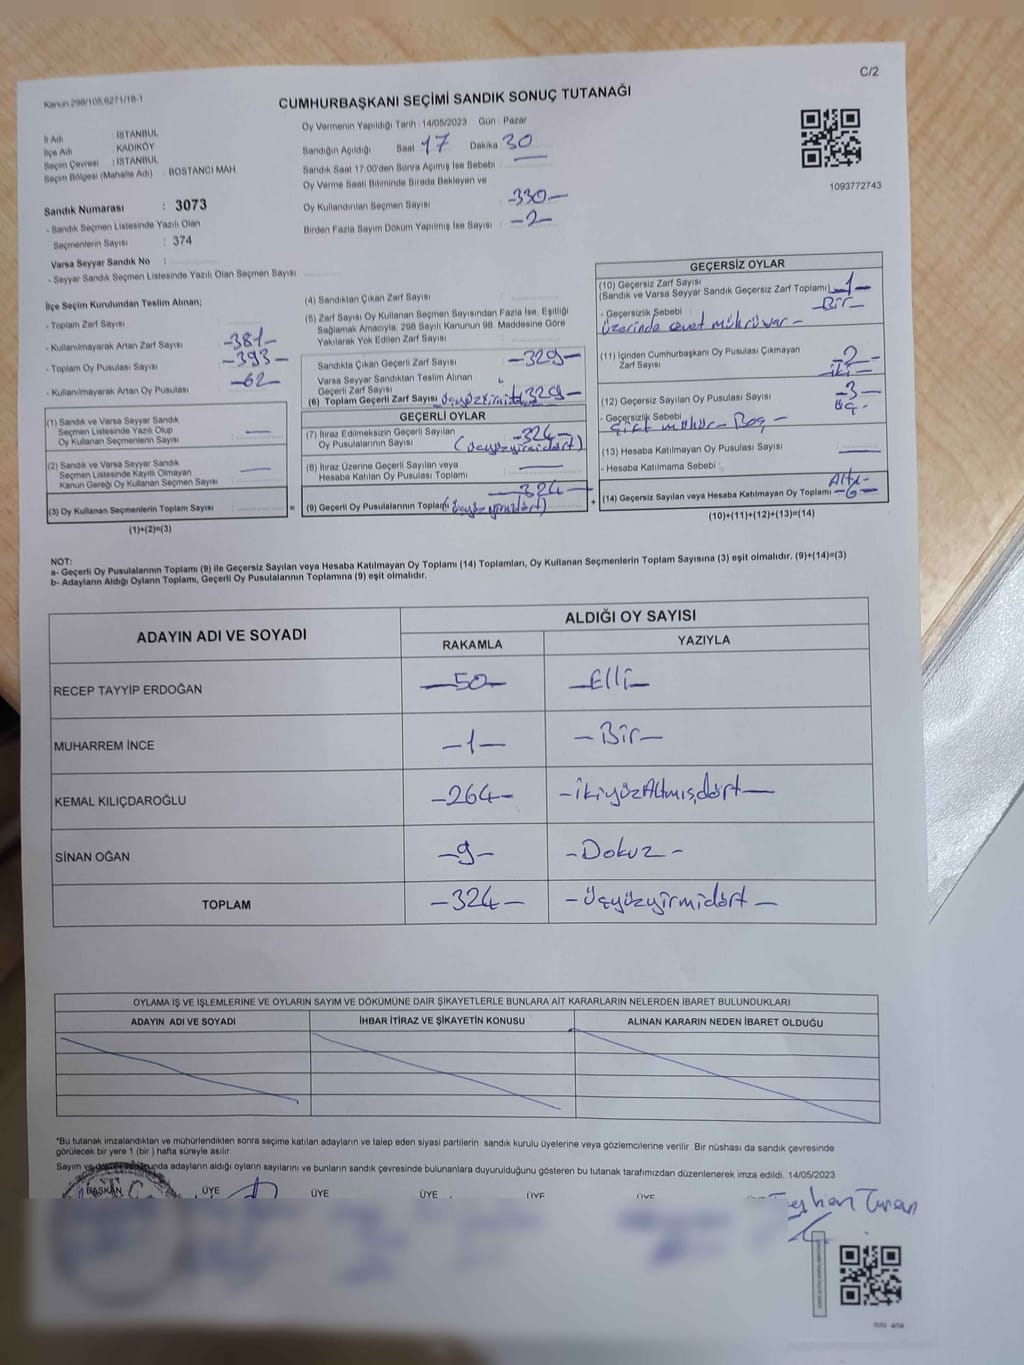 C/2
Kanun:298/105,6271/18-1
CUMHURBAŞKANI SEÇİMİ SANDIK SONUÇ TUTANAĞI
İl Adı : İSTANBUL
İlçe Adı : KADIKÖY
Seçim Çevresi : İSTANBUL
Seçim Bölgesi (Mahalle Adı) : BOSTANCI MAH
Sandık Numarası : 3073
- Sandık Seçmen Listesinde Yazılı Olan
Seçmenlerin Sayısı : 374
Varsa Seyyar Sandık No :
- Seyyar Sandık Seçmen Listesinde Yazılı Olan Seçmen Sayısı
Oy Vermenin Yapıldığı Tarih : 14/05/2023 Gün : Pazar
Sandığın Açıldığı Saat 17 Dakika 30
Sandık Saat 17:00'den Sonra Açımış İse Sebebi : —
Oy Verme Saati Bitiminde Sırada Bekleyen ve
Oy Kullandırılan Seçmen Sayısı : -330-
Birden Fazla Sayım Döküm Yapılmış İse Sayısı : -2-
1093772743
İlçe Seçim Kurulundan Teslim Alınan;
- Toplam Zarf Sayısı :
- Kullanılmayarak Artan Zarf Sayısı -381-
- Toplam Oy Pusulası Sayısı -393-
- Kullanılmayarak Artan Oy Pusulası -62-
(1) Sandık ve Varsa Seyyar Sandık
Seçmen Listesinde Yazılı Olup
Oy Kullanan Seçmenlerin Sayısı : —
(2) Sandık ve Varsa Seyyar Sandık
Seçmen Listesinde Kayıtlı Olmayan
Kanun Gereği Oy Kullanan Seçmen Sayısı : —
(3) Oy Kullanan Seçmenlerin Toplam Sayısı : =
(1)+(2)=(3)
(4) Sandıktan Çıkan Zarf Sayısı :
(5) Zarf Sayısı Oy Kullanan Seçmen Sayısından Fazla İse, Eşitliği
Sağlamak Amacıyla; 298 Sayılı Kanunun 98. Maddesine Göre
Yakılarak Yok Edilen Zarf Sayısı :
Sandıkta Çıkan Geçerli Zarf Sayısı : -329-
Varsa Seyyar Sandıktan Teslim Alınan
Geçerli Zarf Sayısı
(6) Toplam Geçerli Zarf Sayısı 329-
GEÇERLİ OYLAR
(7) İtiraz Edilmeksizin Geçerli Sayılan
Oy Pusulalarının Sayısı : -324- (üçyüzyirmidört)
(8) İtiraz Üzerine Geçerli Sayılan veya
Hesaba Katılan Oy Pusulası Toplamı : —
(9) Geçerli Oy Pusulalarının Toplamı -324- (üçyüzyirmidört) +
GEÇERSİZ OYLAR
(10) Geçersiz Zarf Sayısı
(Sandık ve Varsa Seyyar Sandık Geçersiz Zarf Toplamı) -1-
- Geçersizlik Sebebi : -Bir-
üzerinde evet mührü var -
(11) İçinden Cumhurbaşkanı Oy Pusulası Çıkmayan
Zarf Sayısı : -2- -iki-
(12) Geçersiz Sayılan Oy Pusulası Sayısı : -3- üç-
- Geçersizlik Sebebi
Çift mühür - Boş -
(13) Hesaba Katılmayan Oy Sayısı : —
- Hesaba Katılmama Sebebi :
(14) Geçersiz Sayılan veya Hesaba Katılmayan Oy Toplamı Altı- -6-
(10)+(11)+(12)+(13)=(14)
NOT:
a- Geçerli Oy Pusulalarının Toplamı (9) ile Geçersiz Sayılan veya Hesaba Katılmayan Oy Toplamı (14) Toplamları, Oy Kullanan Seçmenlerin Toplam Sayısına (3) eşit olmalıdır. (9)+(14)=(3)
b- Adayların Aldığı Oyların Toplamı, Geçerli Oy Pusulalarının Toplamına (9) eşit olmalıdır.
ADAYIN ADI VE SOYADI
ALDIĞI OY SAYISI
RAKAMLA YAZIYLA
RECEP TAYYİP ERDOĞAN -50- -Elli-
MUHARREM İNCE -1- -Bir-
KEMAL KILIÇDAROĞLU -264- -ikiyüzAltmışdört-
SİNAN OĞAN -9- -Dokuz-
TOPLAM -324- -Üçyüzyirmidört-
OYLAMA İŞ VE İŞLEMLERİNE VE OYLARIN SAYIM VE DÖKÜMÜNE DAİR ŞİKAYETLERLE BUNLARA AİT KARARLARIN NELERDEN İBARET BULUNDUKLARI
ADAYIN ADI VE SOYADI İHBAR İTİRAZ VE ŞİKAYETİN KONUSU ALINAN KARARIN NEDEN İBARET OLDUĞU
*Bu tutanak imzalandıktan ve mühürlendikten sonra seçime katılan adayların ve talep eden siyasi partilerin sandık kurulu üyelerine veya gözlemcilerine verilir Bir nüshası da sandık çevresinde
görülecek bir yere 1 (bir) hafta süreyle asılır.
Sayım ve adayların aldığı oyların sayılarını ve bunların sandık çevresinde bulunanlara duyurulduğunu gösteren bu tutanak tarafımızdan düzenlenerek imza edildi. 14/05/2023
BAŞKAN ÜYE ÜYE ÜYE ÜYE ÜYE
Turan